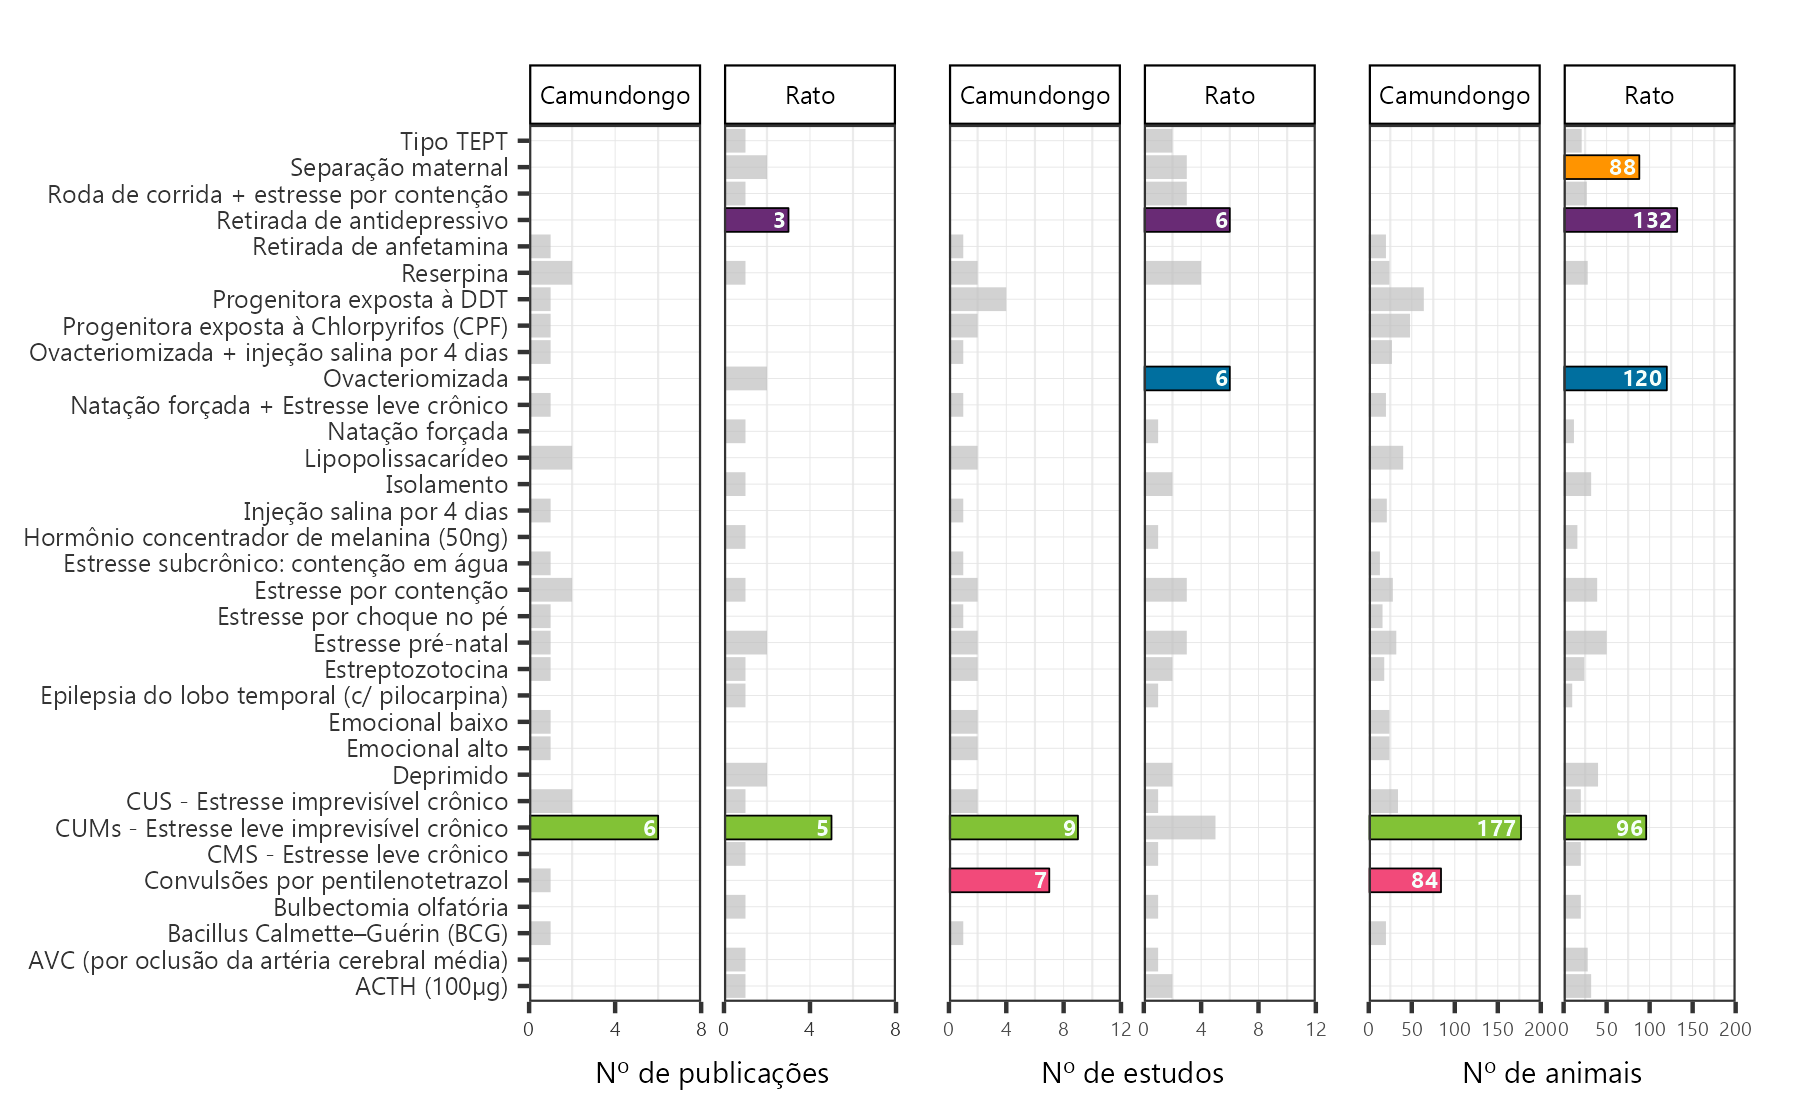 Camundongo Rato Camundongo Rato Camundongo Rato
Tipo TEPT
Separação maternal 88
Roda de corrida + estresse por contenção
Retirada de antidepressivo 3 6 132
Retirada de anfetamina
Reserpina
Progenitora exposta à DDT
Progenitora exposta à Chlorpyrifos (CPF)
Ovacteriomizada + injeção salina por 4 dias
Ovacteriomizada 6 120
Natação forçada + Estresse leve crônico
Natação forçada
Lipopolissacarídeo
Isolamento
Injeção salina por 4 dias
Hormônio concentrador de melanina (50ng)
Estresse subcrônico: contenção em água
Estresse por contenção
Estresse por choque no pé
Estresse pré-natal
Estreptozotocina
Epilepsia do lobo temporal (c/ pilocarpina)
Emocional baixo
Emocional alto
Deprimido
CUS - Estresse imprevisível crônico
CUMs - Estresse leve imprevisível crônico 6 5 9 177 96
CMS - Estresse leve crônico
Convulsões por pentilenotetrazol 7 84
Bulbectomia olfatória
Bacillus Calmette–Guérin (BCG)
AVC (por oclusão da artéria cerebral média)
ACTH (100µg)
0 4 8 0 4 8 0 4 8 12 0 4 8 12 0 50 100 150 200 0 50 100 150 200
Nº de publicações Nº de estudos Nº de animais